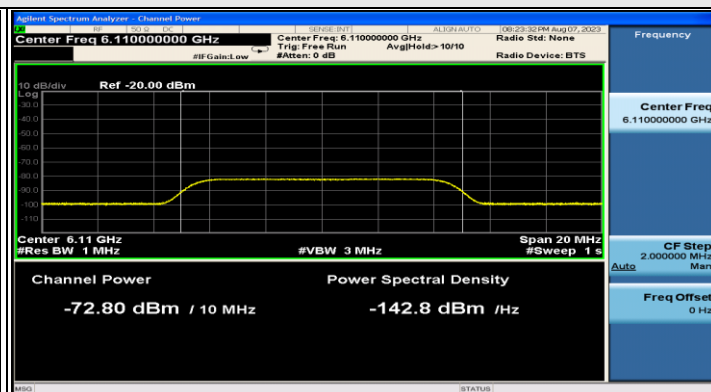 Agilent Spectrum Analyzer - Channel Power
RF 50 Ω DC SENSE:INT ALIGN AUTO 08:23:32 PM Aug 07, 2023
Center Freq 6.110000000 GHz
Center Freq: 6.110000000 GHz
Radio Std: None
Trig: Free Run Avg|Hold:>10/10
#IFGain:Low
#Atten: 0 dB
Radio Device: BTS
10 dB/div Ref -20.00 dBm
Log
-30.0
-40.0
-50.0
-60.0
-70.0
-80.0
-90.0
-100
-110
Center 6.11 GHz
Span 20 MHz
#Res BW 1 MHz
#VBW 3 MHz
#Sweep 1 s
Channel Power
Power Spectral Density
-72.80 dBm / 10 MHz
-142.8 dBm /Hz
MSG
STATUS
Frequency
Center Freq
6.110000000 GHz
CF Step
2.000000 MHz
Auto Man
Freq Offset
0 Hz